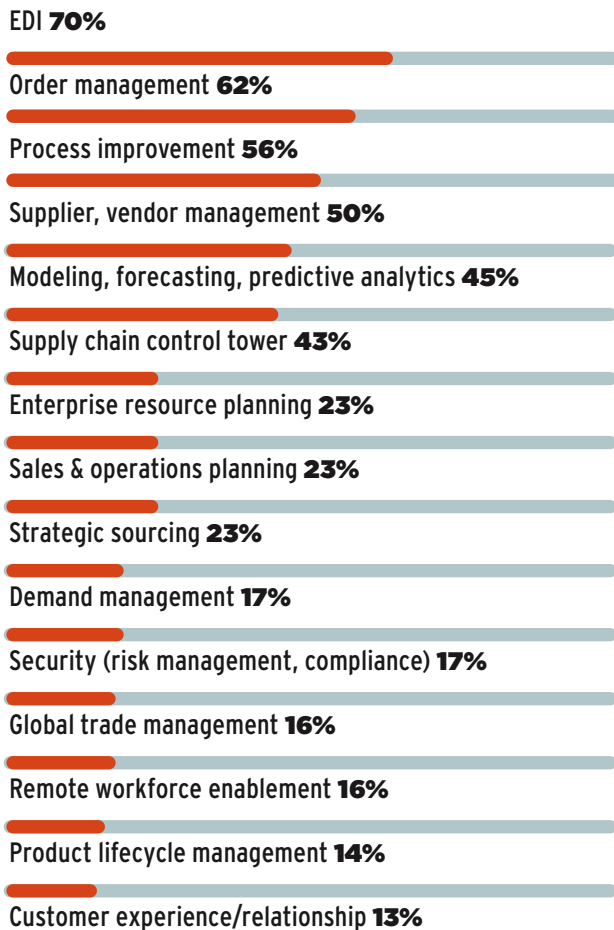 EDI 70%
Order management 62%
Process improvement 56%
Supplier, vendor management 50%
Modeling, forecasting, predictive analytics 45%
Supply chain control tower 43%
Enterprise resource planning 23%
Sales & operations planning 23%
Strategic sourcing 23%
Demand management 17%
Security (risk management, compliance) 17%
Global trade management 16%
Remote workforce enablement 16%
Product lifecycle management 14%
Customer experience/relationship 13%